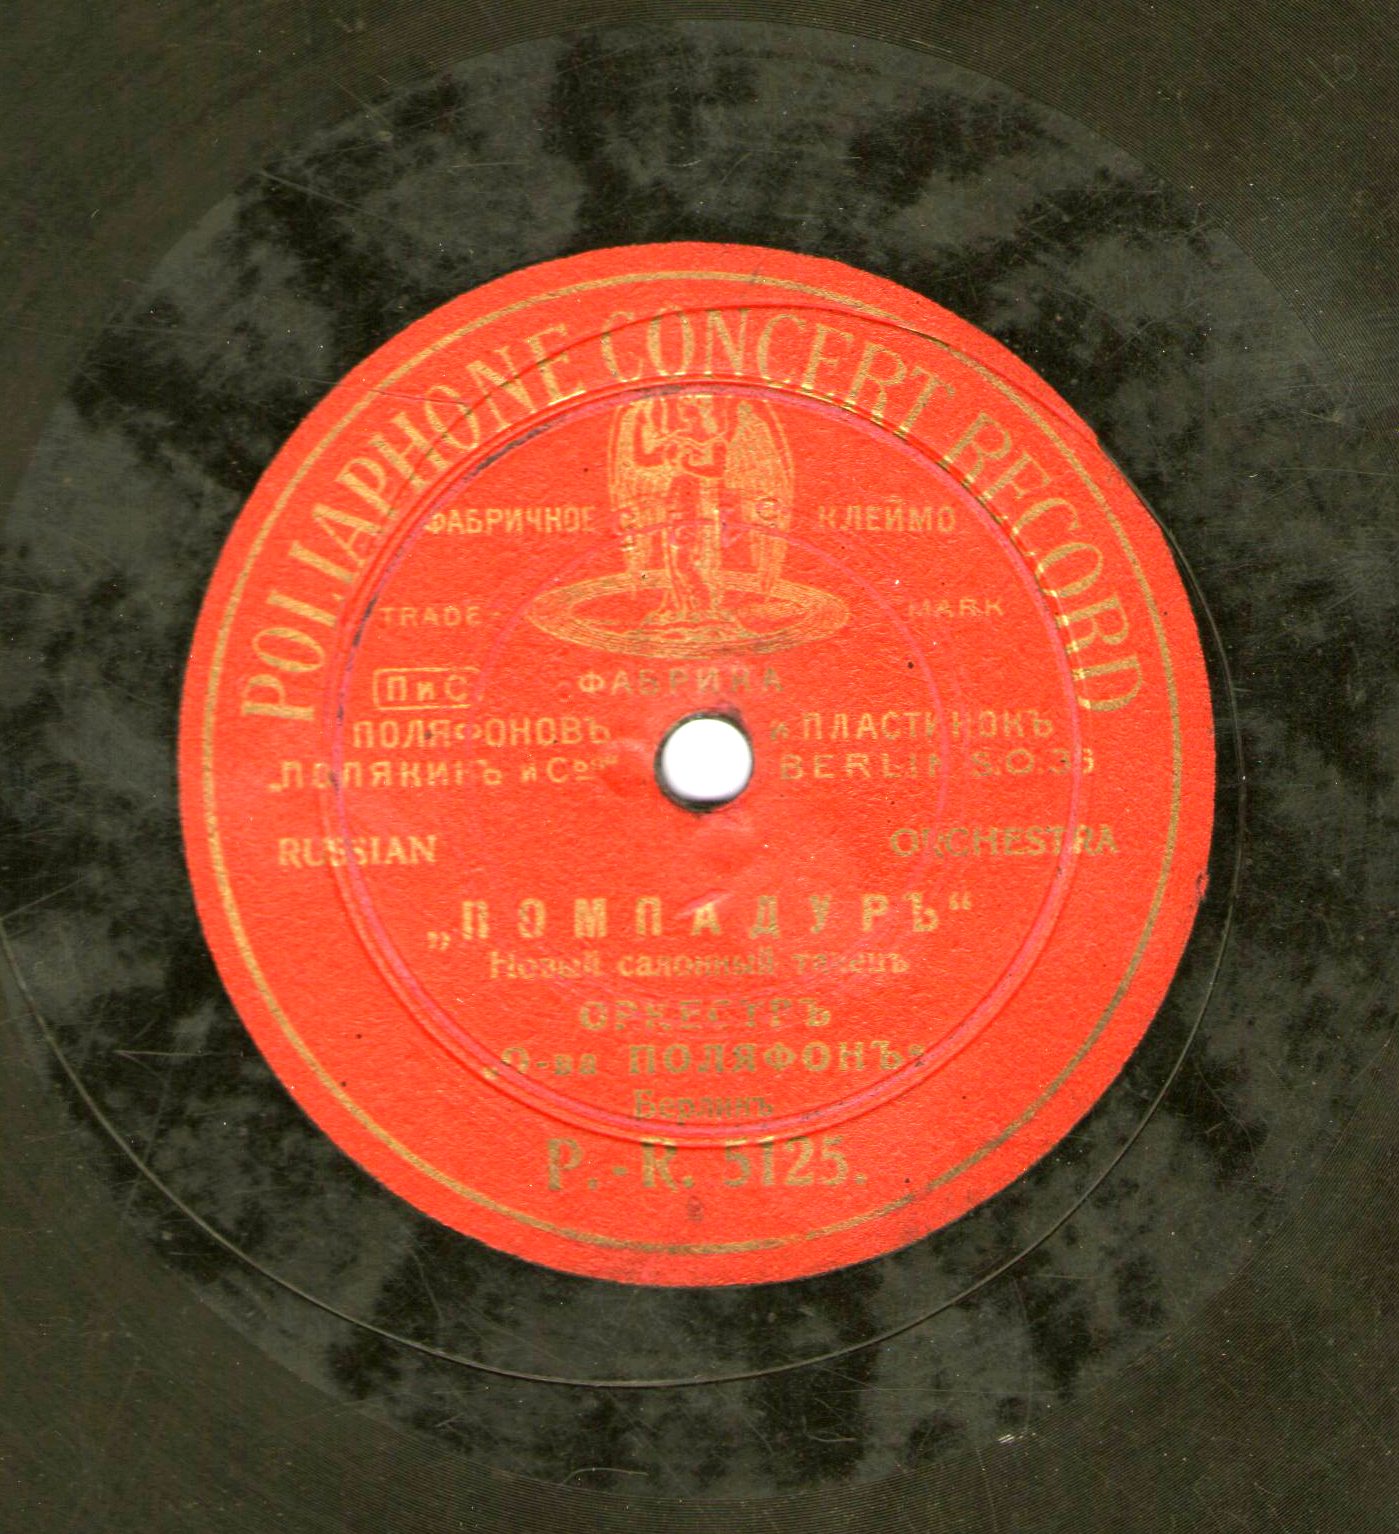 POLIAPHONE CONCERT RECORD
ФАБРИЧНОЕ КЛЕЙМО
TRADE- MARK
ПиС ФАБРИКА
ПОЛЯФОНОВЪ и ПЛАСТИНОКЪ
„ПОЛЯКИНЪ и Со“ BERLIN S.O.36
RUSSIAN ORCHESTRA
„ПОМПАДУРЪ“
Новый салонный танецъ
ОРКЕСТРЪ
„О-ва ПОЛЯФОНЪ“
Берлинъ
P.-R. 5125.